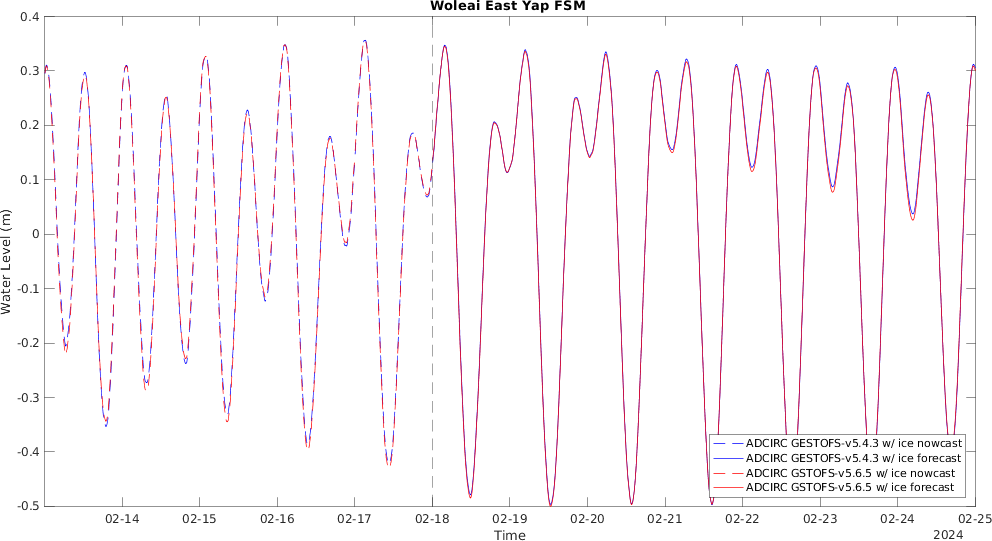 Woleai East Yap FSM
0.4
0.3
0.2
0.1
0
-0.1
-0.2
-0.3
-0.4
-0.5
Water Level (m)
ADCIRC GESTOFS-v5.4.3 w/ ice nowcast
ADCIRC GESTOFS-v5.4.3 w/ ice forecast
ADCIRC GSTOFS-v5.6.5 w/ ice nowcast
ADCIRC GSTOFS-v5.6.5 w/ ice forecast
02-14 02-15 02-16 02-17 02-18 02-19 02-20 02-21 02-22 02-23 02-24 02-25
Time
2024